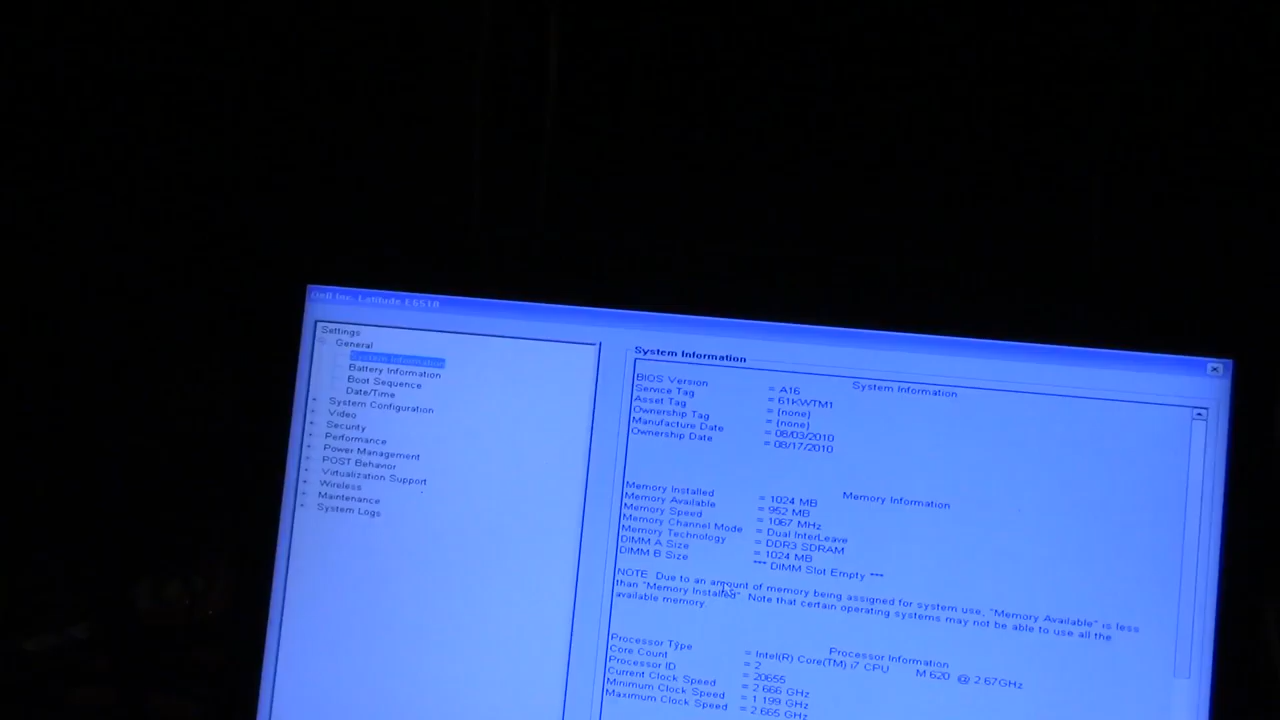 Dell Inc. Latitude E6510
Settings
General
System Information
Battery Information
Boot Sequence
Date/Time
System Configuration
Video
Security
Performance
Power Management
POST Behavior
Virtualization Support
Wireless
Maintenance
System Logs
System Information
System Information
BIOS Version = A16
Service Tag = 61KWTM1
Asset Tag = {none}
Ownership Tag = {none}
Manufacture Date = 08/03/2010
Ownership Date = 08/17/2010
Memory Information
Memory Installed = 1024 MB
Memory Available = 952 MB
Memory Speed = 1067 MHz
Memory Channel Mode = Dual InterLeave
Memory Technology = DDR3 SDRAM
DIMM A Size = 1024 MB
DIMM B Size *** DIMM Slot Empty ***
NOTE: Due to an amount of memory being assigned for system use, "Memory Available" is less
than "Memory Installed". Note that certain operating systems may not be able to use all the
available memory.
Processor Information
Processor Type = Intel(R) Core(TM) i7 CPU M 620 @ 2.67GHz
Core Count = 2
Processor ID = 20655
Current Clock Speed = 2.666 GHz
Minimum Clock Speed = 1.199 GHz
Maximum Clock Speed = 2.665 GHz